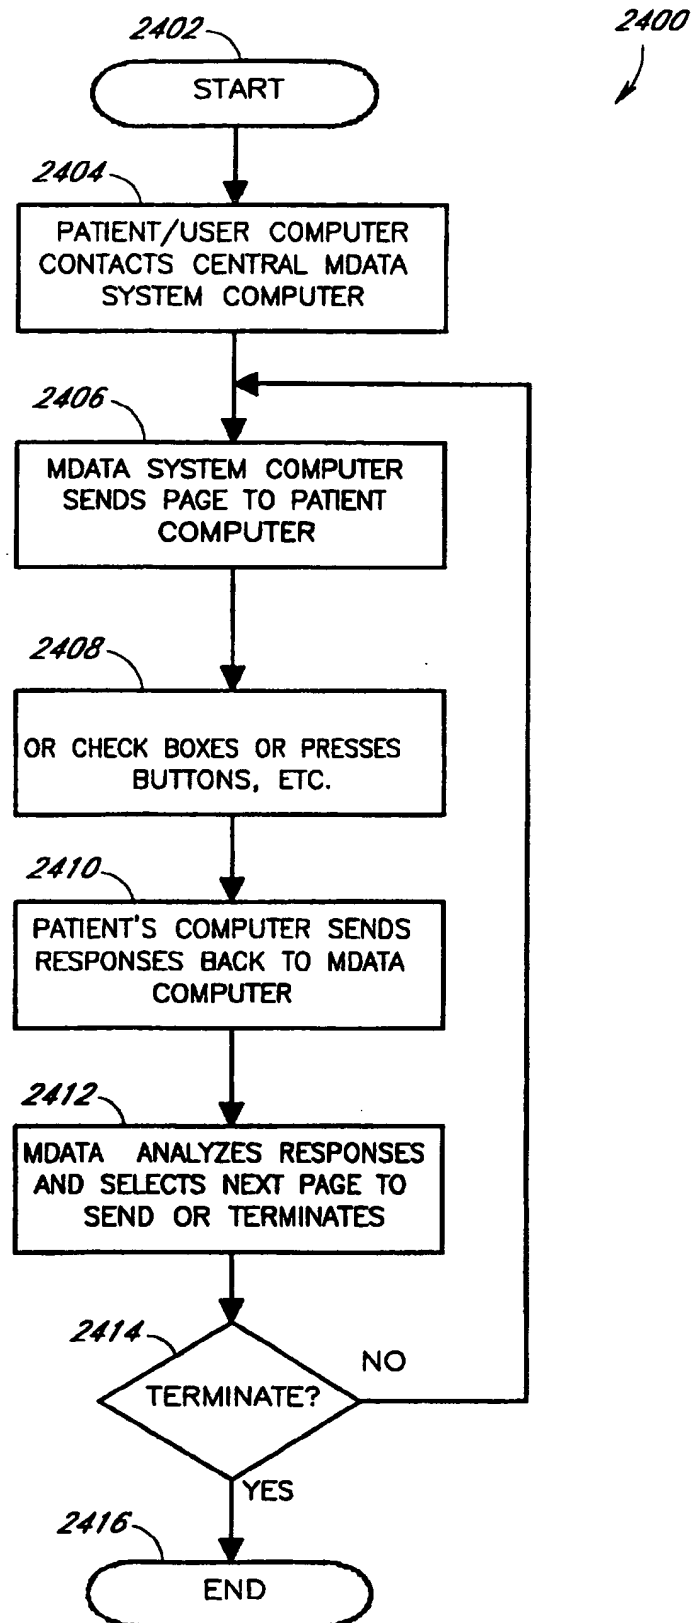 2402
2400
START
2404
PATIENT/USER COMPUTER
CONTACTS CENTRAL MDATA
SYSTEM COMPUTER
2406
MDATA SYSTEM COMPUTER
SENDS PAGE TO PATIENT
COMPUTER
2408
OR CHECK BOXES OR PRESSES
BUTTONS, ETC.
2410
PATIENT'S COMPUTER SENDS
RESPONSES BACK TO MDATA
COMPUTER
2412
MDATA ANALYZES RESPONSES
AND SELECTS NEXT PAGE TO
SEND OR TERMINATES
2414
NO
TERMINATE?
YES
2416
END